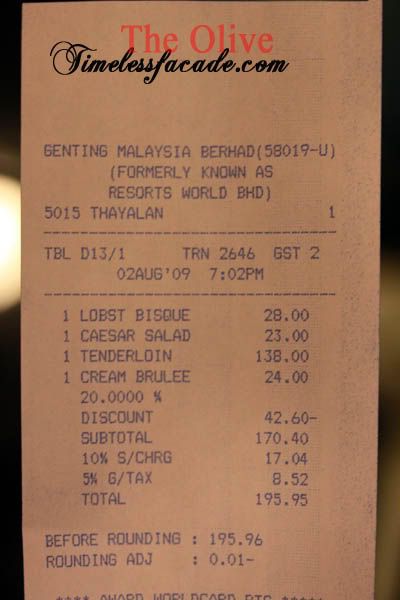 The Olive
Timelessfacade.com
GENTING MALAYSIA BERHAD(58019-U)
(FORMERLY KNOWN AS
RESORTS WORLD BHD)
5015 THAYALAN 1
TBL D13/1 TRN 2646 GST 2
02AUG'09 7:02PM
1 LOBST BISQUE 28.00
1 CAESAR SALAD 23.00
1 TENDERLOIN 138.00
1 CREAM BRULEE 24.00
20.0000 %
DISCOUNT 42.60-
SUBTOTAL 170.40
10% S/CHRG 17.04
5% G/TAX 8.52
TOTAL 195.95
BEFORE ROUNDING : 195.96
ROUNDING ADJ : 0.01-
**** AWARD WORLDCARD PTS *****